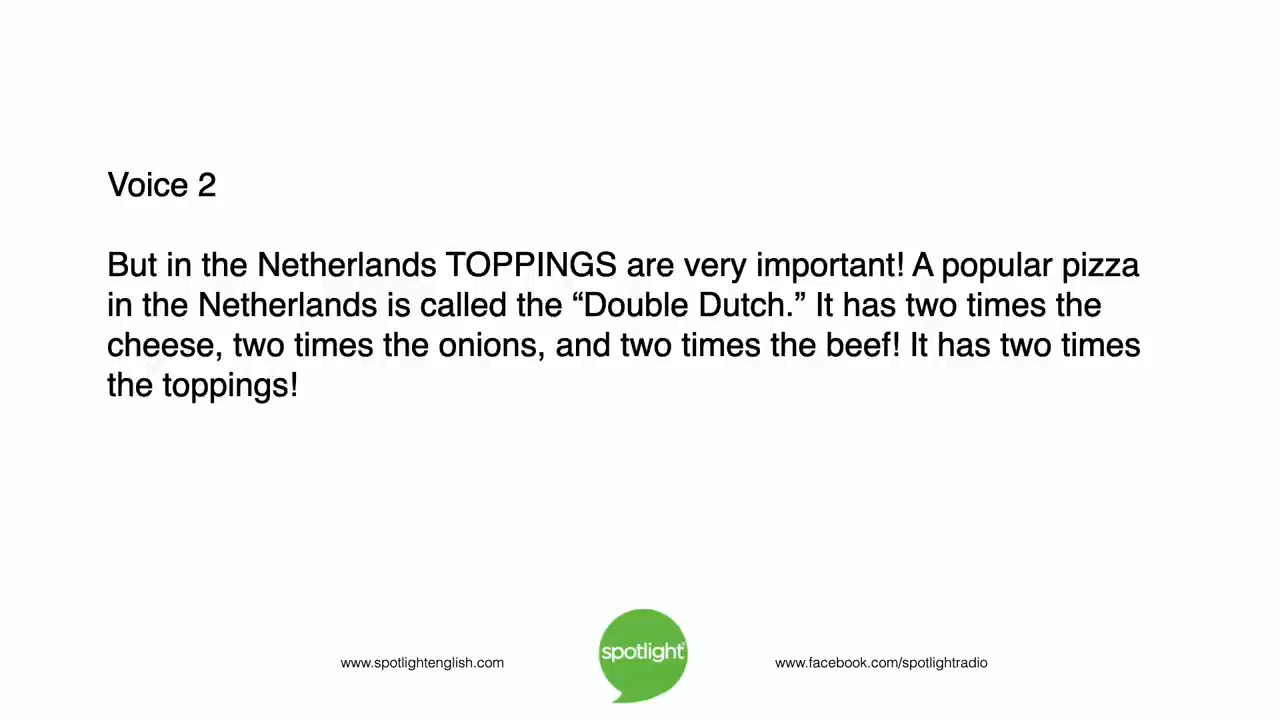 Voice 2
But in the Netherlands TOPPINGS are very important! A popular pizza
in the Netherlands is called the “Double Dutch.” It has two times the
cheese, two times the onions, and two times the beef! It has two times
the toppings!
spotlight
www.spotlightenglish.com
www.facebook.com/spotlightradio